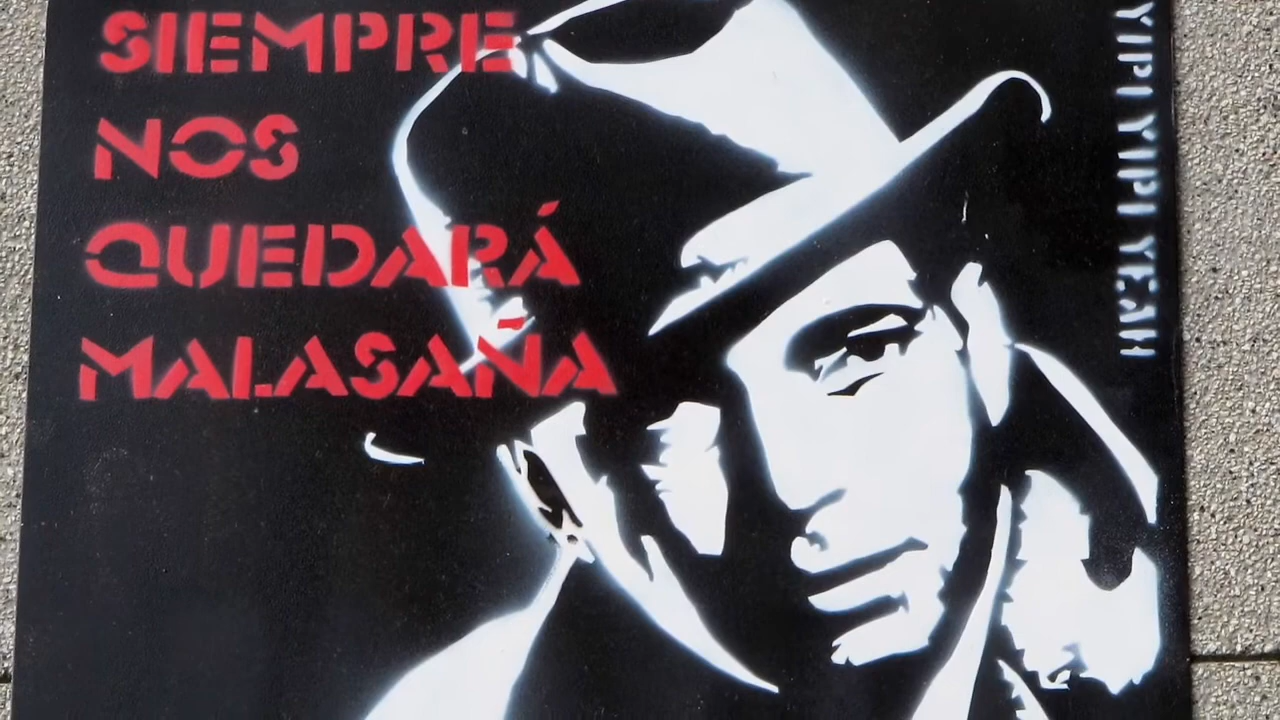 SIEMPRE
NOS
QUEDARÁ
MALASAÑA
YIPI YIPI YEAH